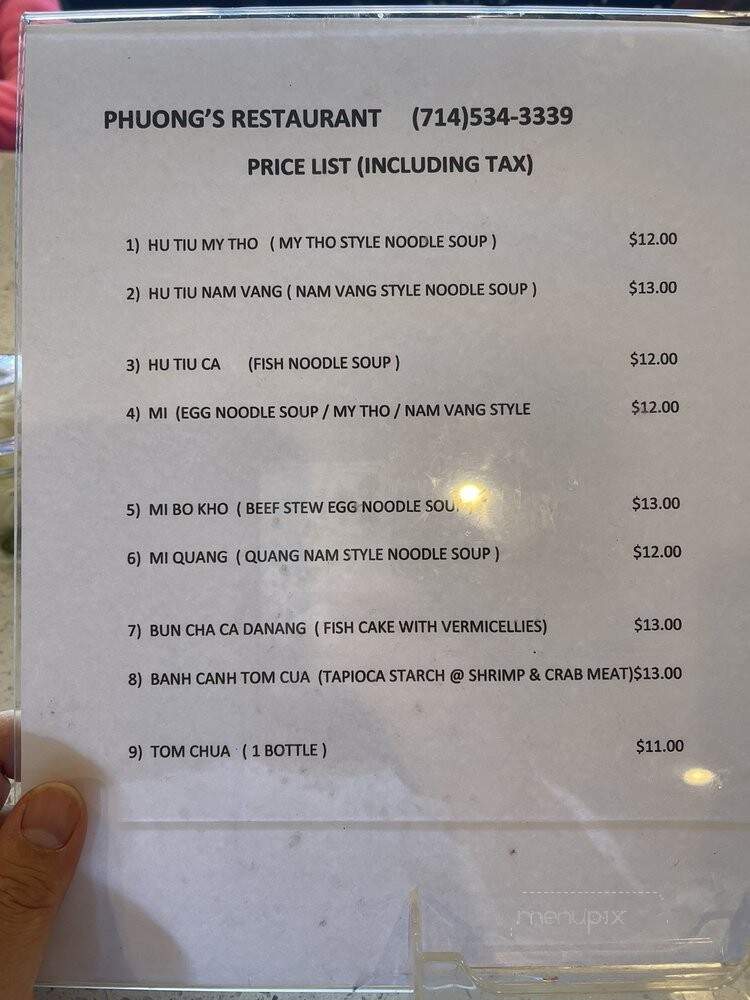 PHUONG'S RESTAURANT (714)534-3339
PRICE LIST (INCLUDING TAX)
1) HU TIU MY THO ( MY THO STYLE NOODLE SOUP ) $12.00
2) HU TIU NAM VANG ( NAM VANG STYLE NOODLE SOUP ) $13.00
3) HU TIU CA (FISH NOODLE SOUP ) $12.00
4) MI (EGG NOODLE SOUP / MY THO / NAM VANG STYLE $12.00
5) MI BO KHO ( BEEF STEW EGG NOODLE $13.00
6) MI QUANG ( QUANG NAM STYLE NOODLE SOUP ) $12.00
7) BUN CHA CA DANANG ( FISH CAKE WITH VERMICELLIES) $13.00
8) BANH CANH TOM CUA (TAPIOCA STARCH @ SHRIMP & CRAB MEAT)$13.00
9) TOM CHUA ( 1 BOTTLE ) $11.00
menupix